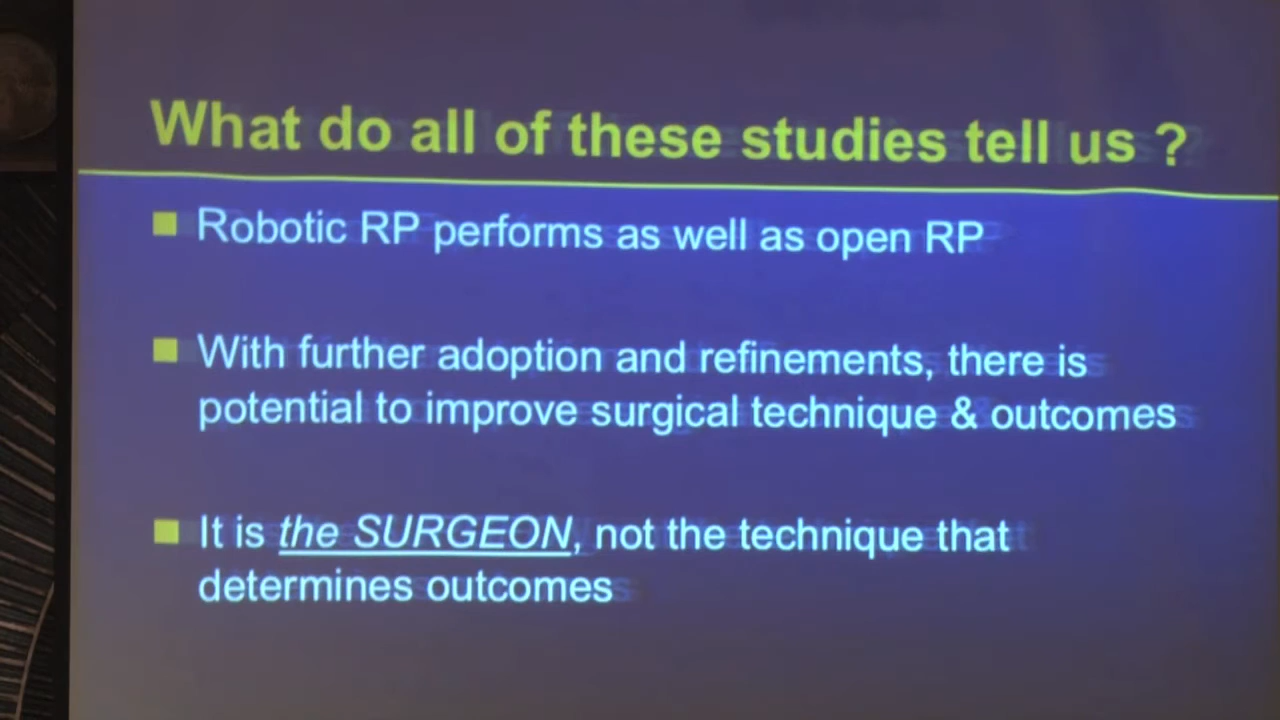 What do all of these studies tell us ?
Robotic RP performs as well as open RP
With further adoption and refinements, there is
potential to improve surgical technique & outcomes
It is the SURGEON, not the technique that
determines outcomes